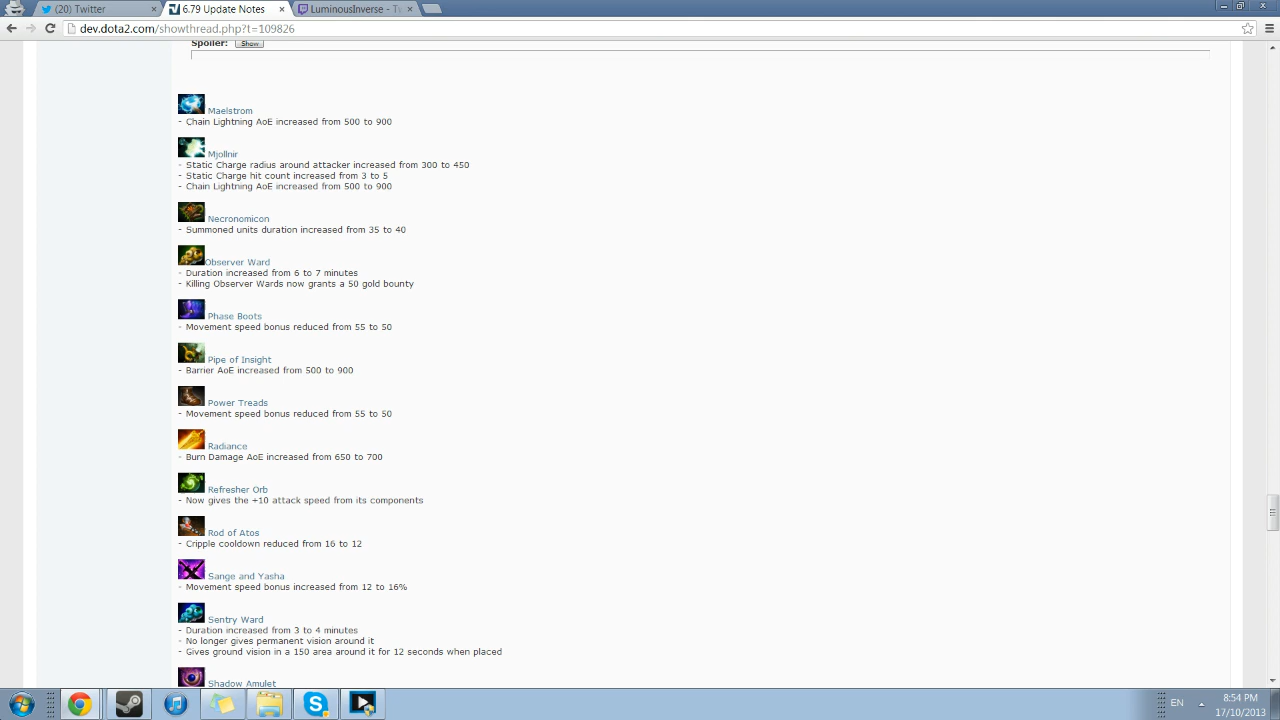 (20) Twitter
6.79 Update Notes
LuminousInverse - Tw
dev.dota2.com/showthread.php?t=109826
Spoiler: Show
Maelstrom
- Chain Lightning AoE increased from 500 to 900
Mjollnir
- Static Charge radius around attacker increased from 300 to 450
- Static Charge hit count increased from 3 to 5
- Chain Lightning AoE increased from 500 to 900
Necronomicon
- Summoned units duration increased from 35 to 40
Observer Ward
- Duration increased from 6 to 7 minutes
- Killing Observer Wards now grants a 50 gold bounty
Phase Boots
- Movement speed bonus reduced from 55 to 50
Pipe of Insight
- Barrier AoE increased from 500 to 900
Power Treads
- Movement speed bonus reduced from 55 to 50
Radiance
- Burn Damage AoE increased from 650 to 700
Refresher Orb
- Now gives the +10 attack speed from its components
Rod of Atos
- Cripple cooldown reduced from 16 to 12
Sange and Yasha
- Movement speed bonus increased from 12 to 16%
Sentry Ward
- Duration increased from 3 to 4 minutes
- No longer gives permanent vision around it
- Gives ground vision in a 150 area around it for 12 seconds when placed
Shadow Amulet
EN
8:54 PM
17/10/2013